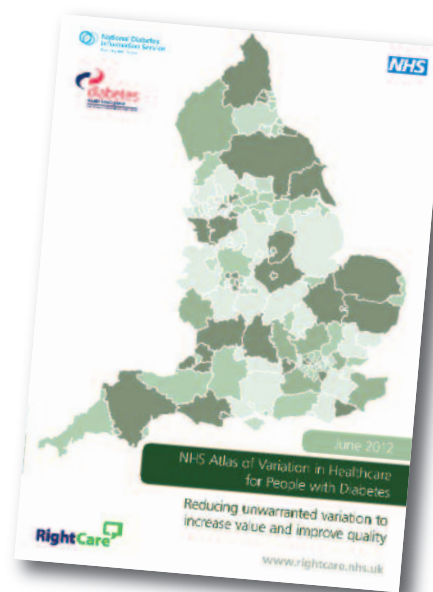 National Diabetes
Information Service
NHS
diabetes
June 2012
NHS Atlas of Variation in Healthcare
for People with Diabetes
Reducing unwarranted variation to
increase value and improve quality
RightCare
www.rightcare.nhs.uk